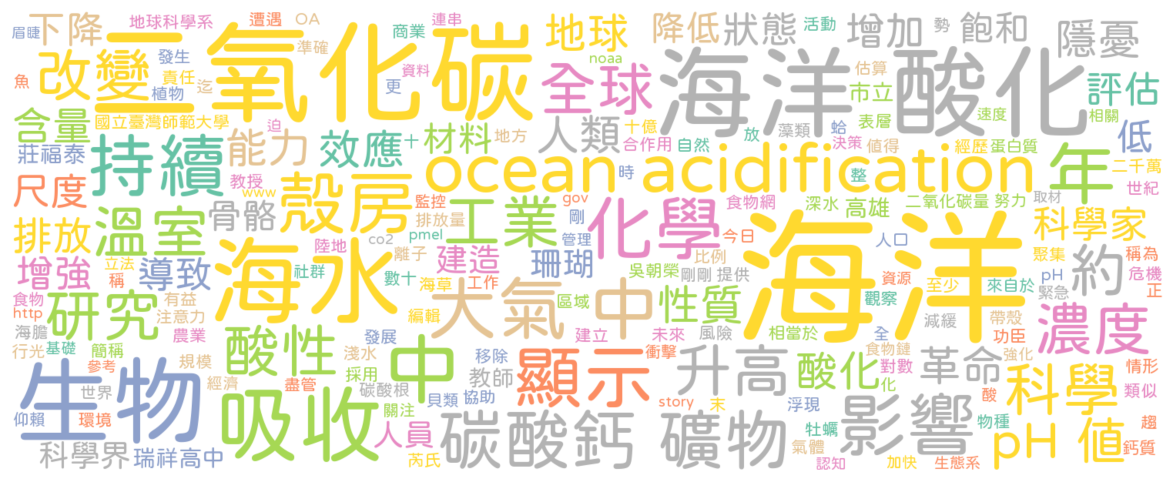 二氧化碳
海洋酸化
海洋
ocean acidification
海水
生物
吸收
碳酸鈣 礦物
影響
顯示
化學
科學
pH 值
大氣 中
中
殼房
工業
年
持續
溫室
改變
全球
地球
研究
濃度
升高
酸性
酸化
革命
約
性質
科學家
材料
人類
效應
能力
下降
降低
狀態
增加
飽和
隱憂
評估
低
含量
尺度
排放
增強
導致
骨骼
建造
珊瑚
科學界
瑞祥高中
人員
教師
莊福泰
國立臺灣師範大學
地球科學系
眉睫
遭遇
OA
連串
商業
活動
勢
準確
發生
noaa
資料
責任
植物
迄
更
魚
估算
市立
表層
速度
相關
藻類
蛤
十億
放
決策
值得
經歷
蛋白質
二千萬
迫
地方
合作用
自然
十
教授
www
時
整
世紀
監控
gov
食物網
深水
高雄
二氧化碳量
努力
取材
排放量
剛
pmel
管理
今日
人口
聚集
稱為
陸地
co2
離子
比例
吳朝榮
剛剛
提供
pH
危機
立法
稱
社群
數十
海草
工作
區域
資源
至少
來自於
緊急
正
食物
http
有益
注意力
編輯
觀察
海膽
農業
發展
建立
未來
風險
相當於
全
減緩
帶殼
功臣
行光
基礎
簡稱
參考
規模
淺水
移除
衝擊
食物鏈
對數
強化
情形
世界
經濟
盡管
採用
碳酸根
化
酸
類似
仰賴
環境
關注
貝類
協助
story
末
浮現
物種
趨
芮氏
牡蠣
氣體
認知
加快
生態系
鈣質